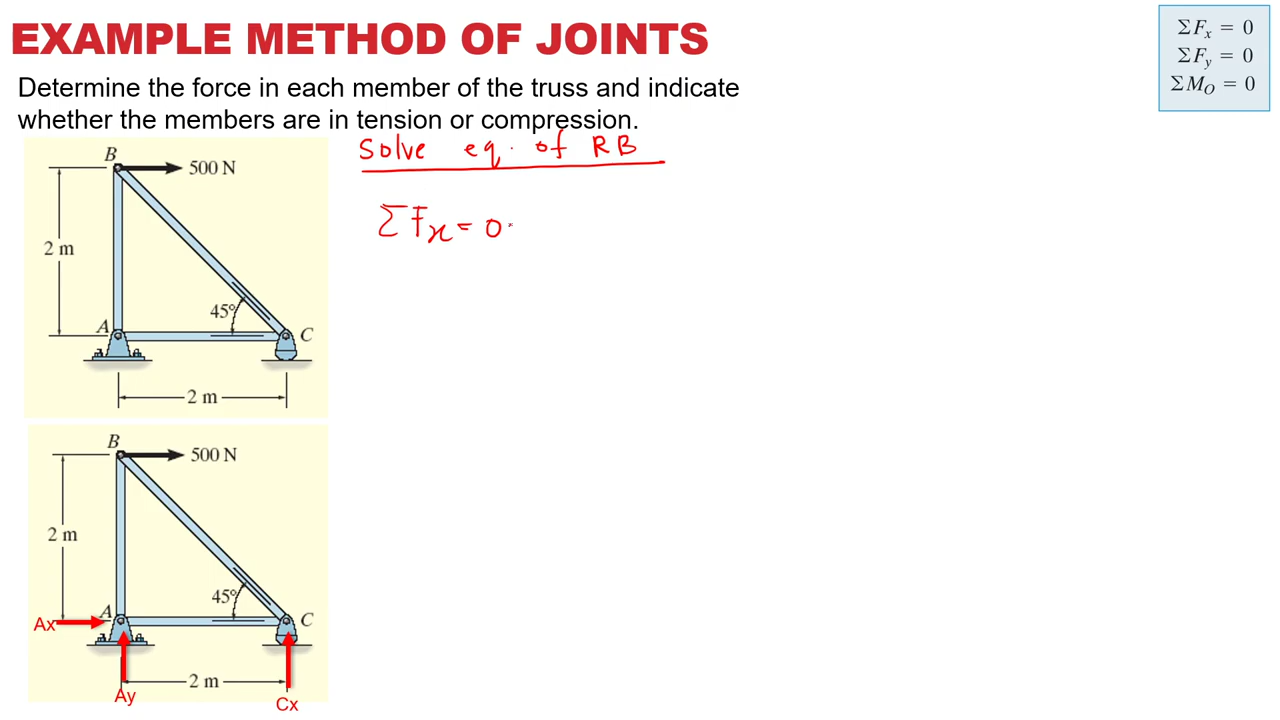 EXAMPLE METHOD OF JOINTS
ΣFx = 0
ΣFy = 0
ΣMO = 0
Determine the force in each member of the truss and indicate
whether the members are in tension or compression.
Solve eq. of RB
ΣFx = 0
B
500 N
2 m
45°
A
C
2 m
B
500 N
2 m
45°
A
C
Ax
2 m
Ay
Cx